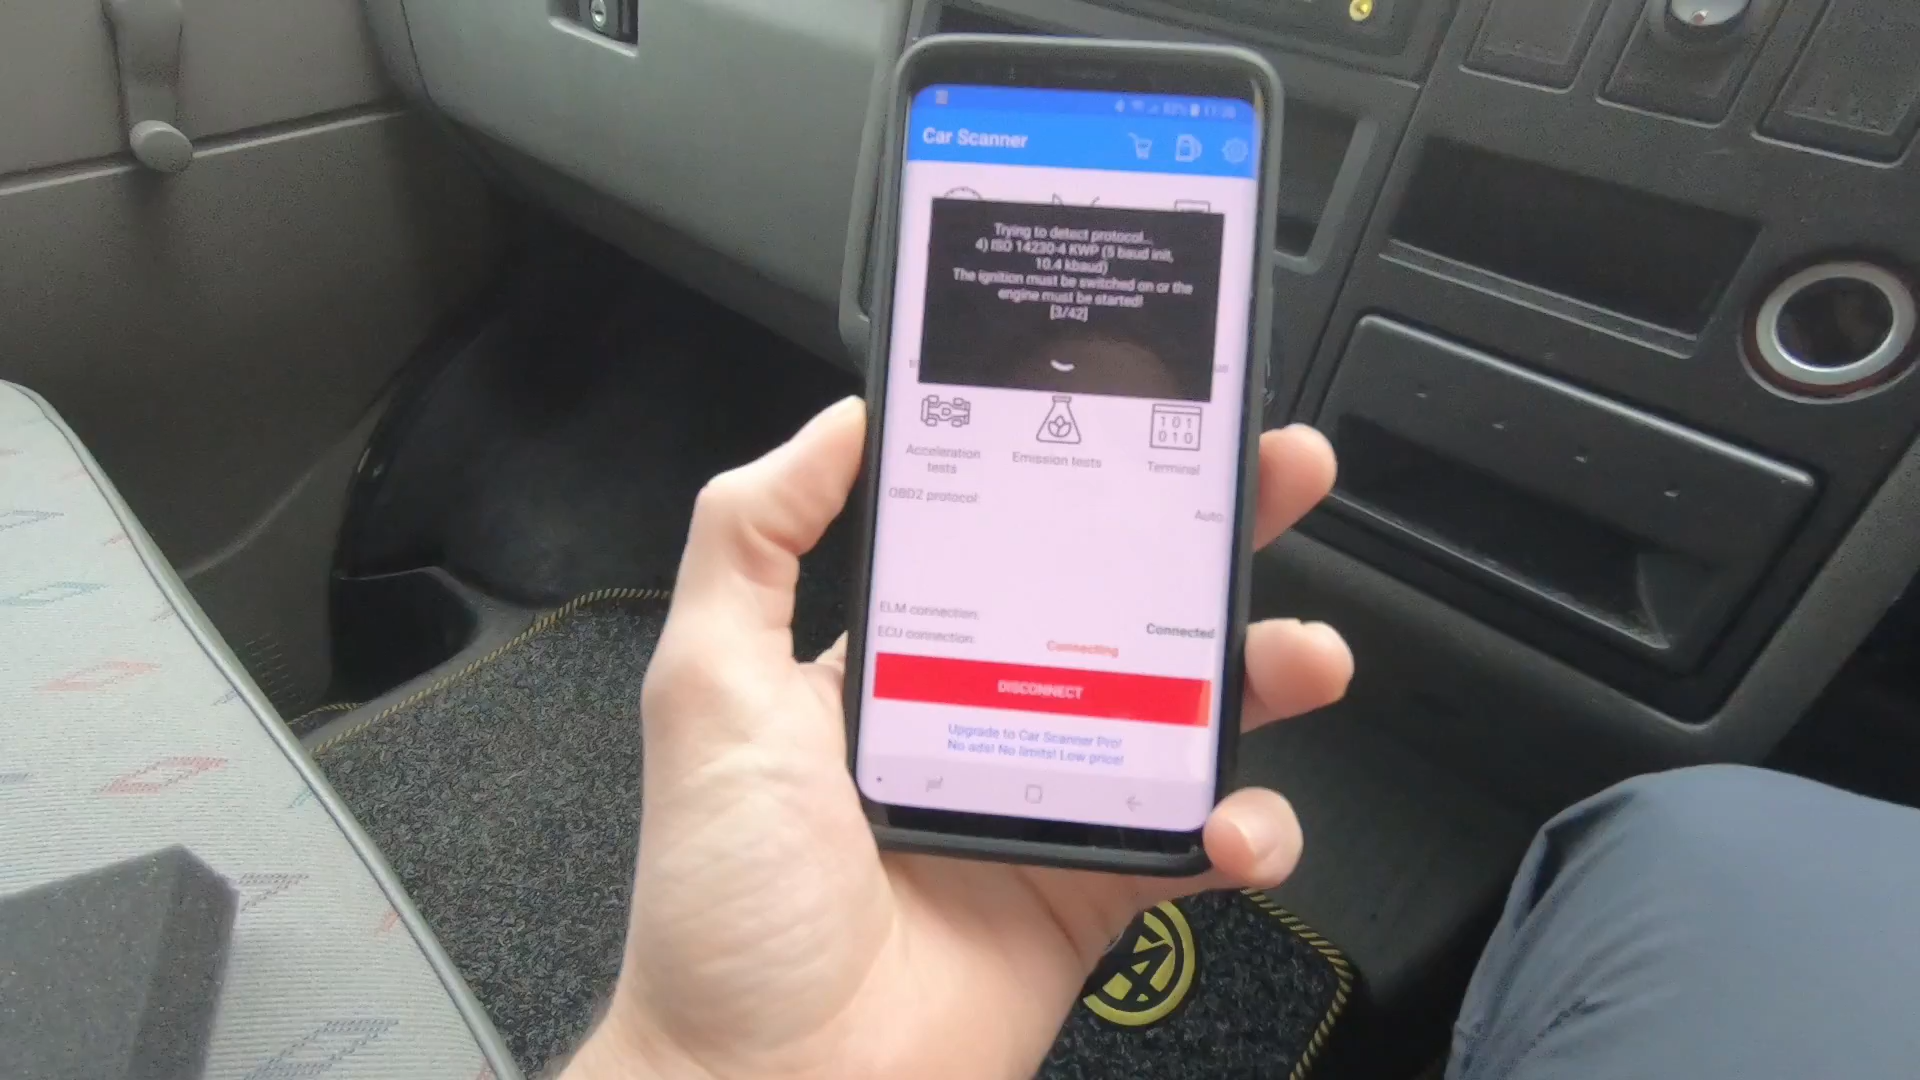 Car Scanner
Trying to detect protocol...
4) ISO 14230-4 KWP (5 baud init,
10.4 kbaud)
The ignition must be switched on or the
engine must be started!
[3/42]
101
010
Acceleration
tests
Emission tests
Terminal
OBD2 protocol
Auto
ELM connection:
Connected
ECU connection:
Connecting
DISCONNECT
Upgrade to Car Scanner Pro!
No ads! No limits! Low price!